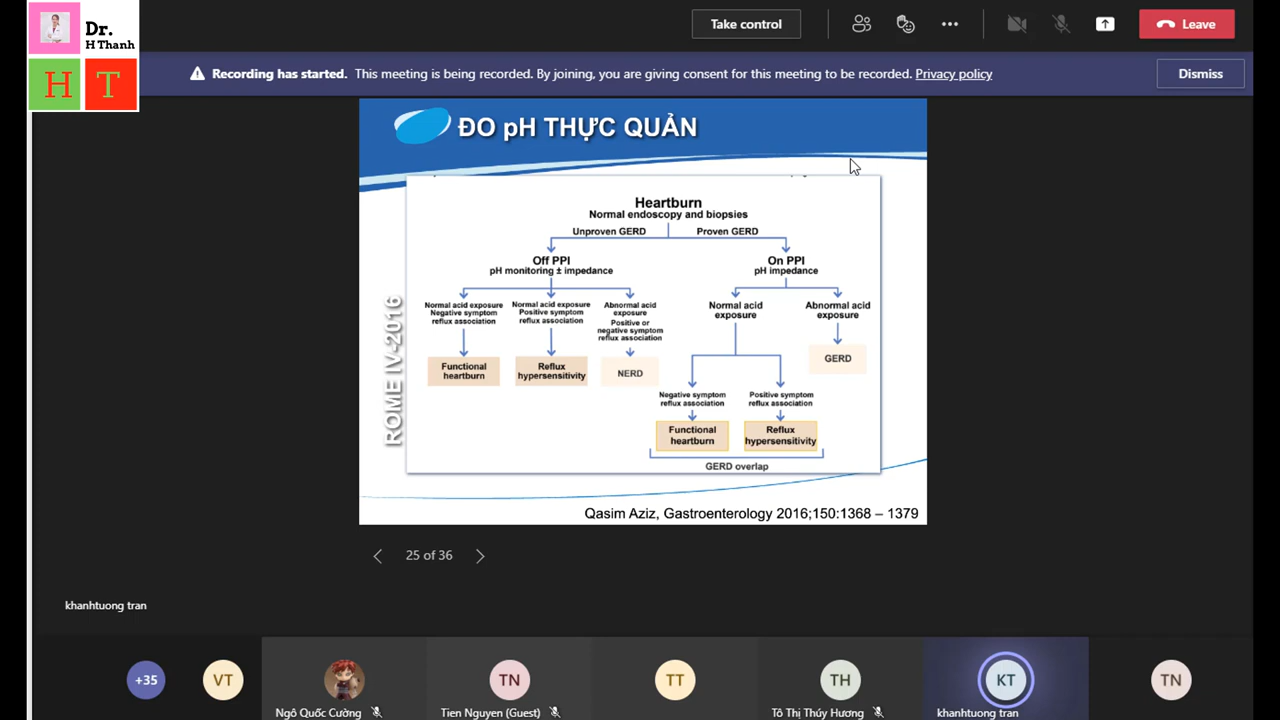 Dr.
H Thanh
H T
Take control
Leave
Recording has started. This meeting is being recorded. By joining, you are giving consent for this meeting to be recorded. Privacy policy
Dismiss
ĐO pH THỰC QUẢN
ROME IV-2016
Heartburn
Normal endoscopy and biopsies
Unproven GERD
Proven GERD
Off PPI
pH monitoring ± impedance
On PPI
pH impedance
Normal acid exposure
Negative symptom
reflux association
Normal acid exposure
Positive symptom
reflux association
Abnormal acid
exposure
Positive or
negative symptom
reflux association
Normal acid
exposure
Abnormal acid
exposure
Functional
heartburn
Reflux
hypersensitivity
NERD
GERD
Negative symptom
reflux association
Positive symptom
reflux association
Functional
heartburn
Reflux
hypersensitivity
GERD overlap
Qasim Aziz, Gastroenterology 2016;150:1368 – 1379
25 of 36
khanhtuong tran
+35
VT
Ngô Quốc Cường
TN
Tien Nguyen (Guest)
TT
TH
Tô Thị Thúy Hương
KT
khanhtuong tran
TN